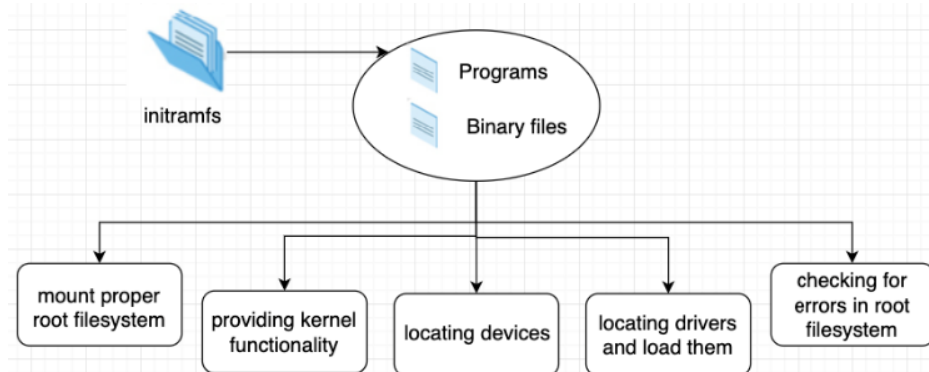 Programs
initramfs
Binary files
mount proper
root filesystem
providing kernel
functionality
locating devices
locating drivers
and load them
checking for
errors in root
filesystem